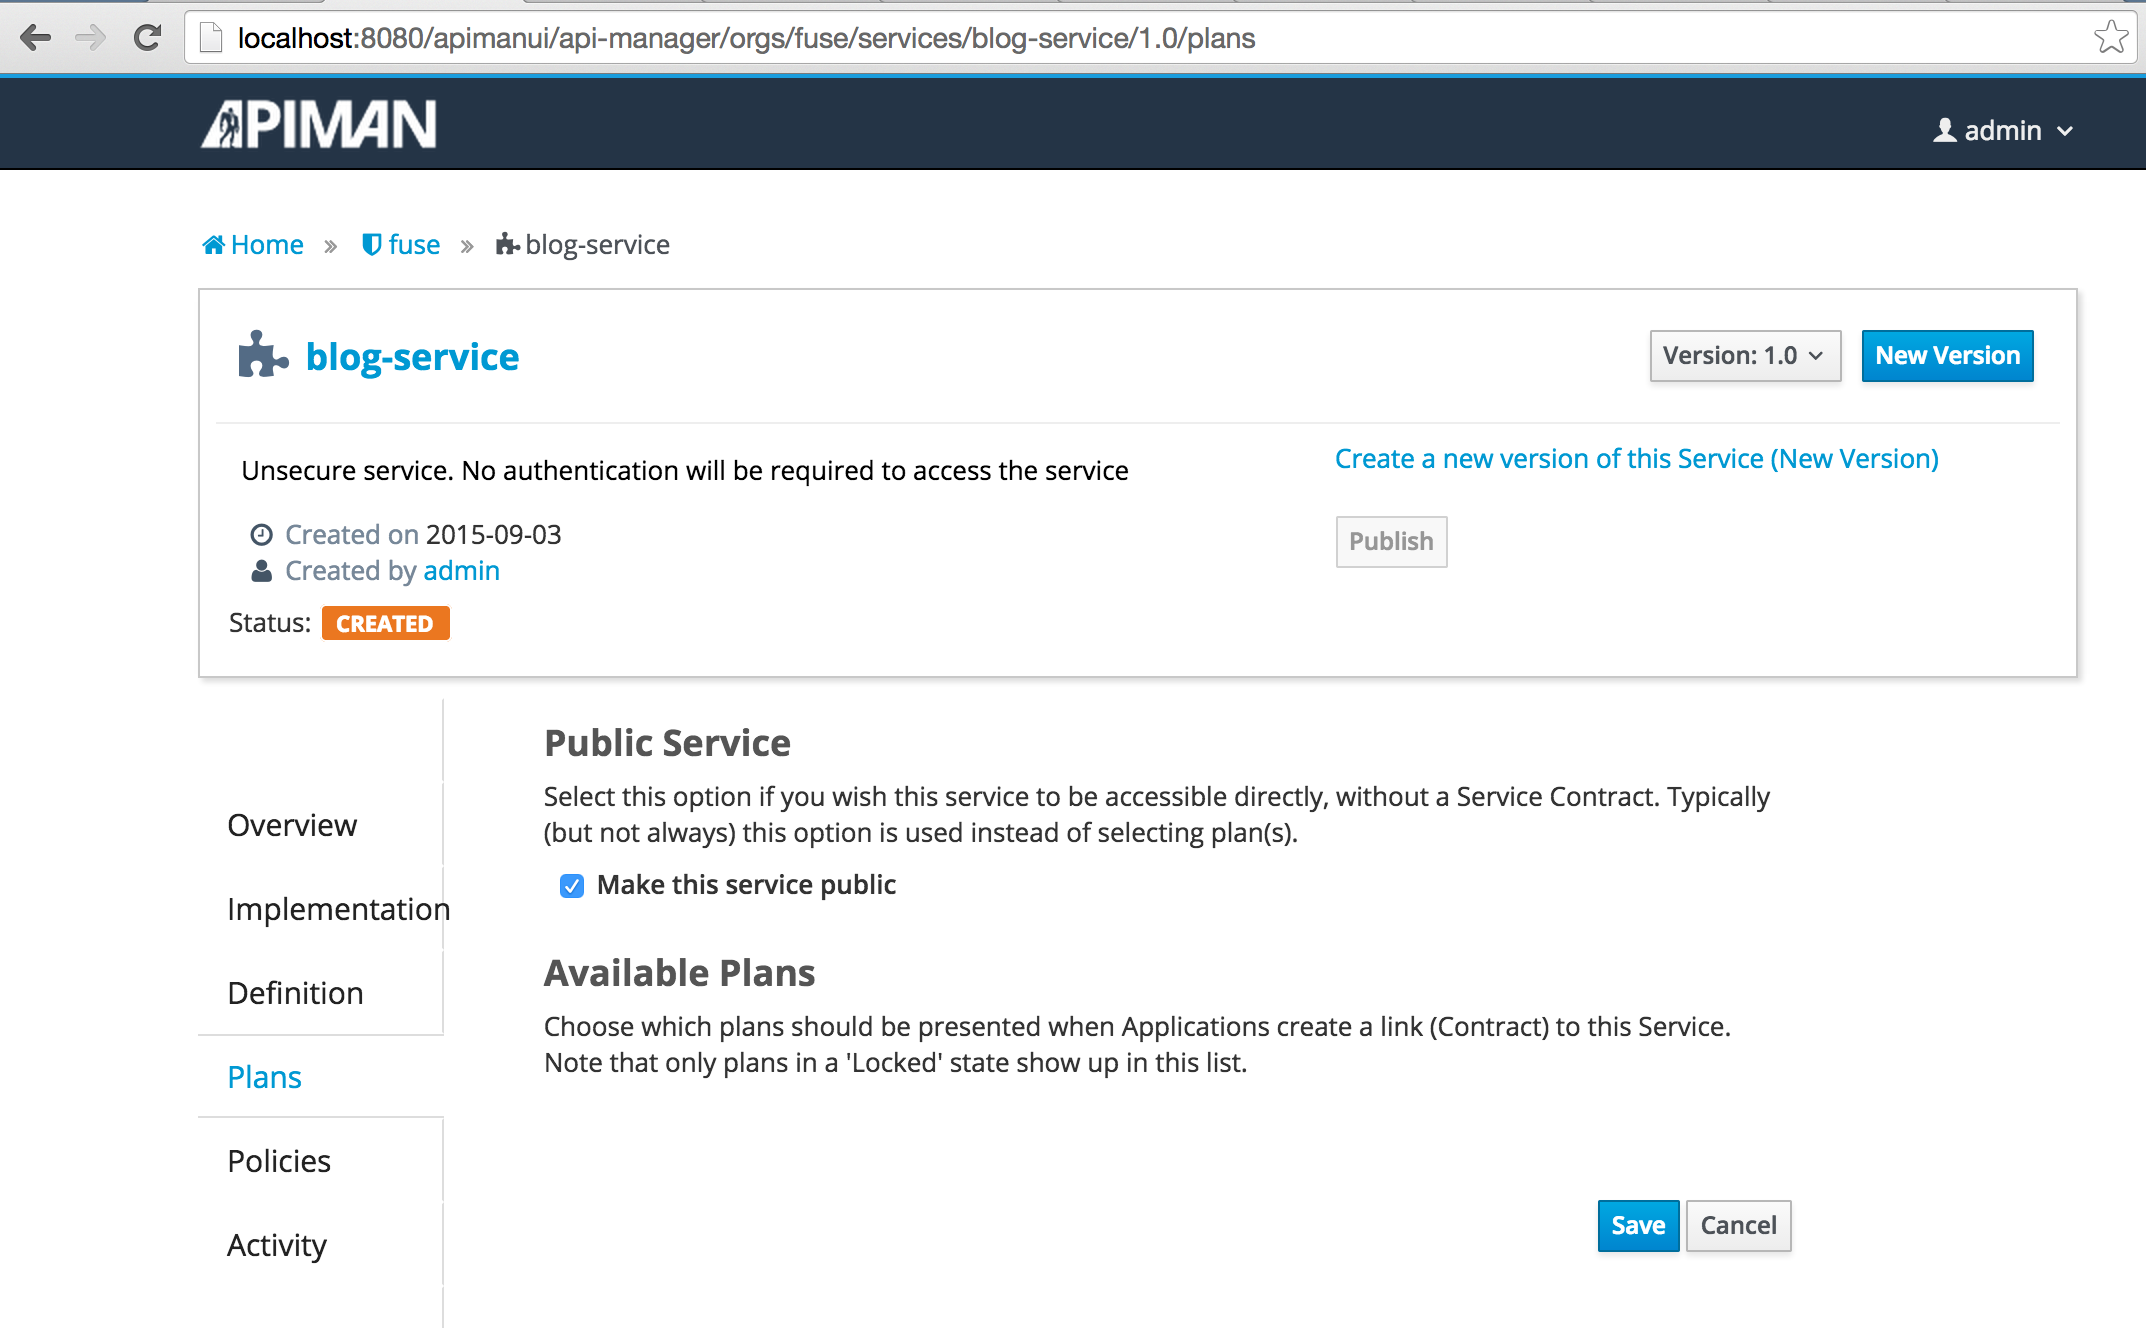 localhost:8080/apimanui/api-manager/orgs/fuse/services/blog-service/1.0/plans
APIMAN
admin
Home » fuse » blog-service
blog-service
Version: 1.0
New Version
Unsecure service. No authentication will be required to access the service
Create a new version of this Service (New Version)
Created on 2015-09-03
Publish
Created by admin
Status: CREATED
Public Service
Select this option if you wish this service to be accessible directly, without a Service Contract. Typically
(but not always) this option is used instead of selecting plan(s).
Make this service public
Available Plans
Choose which plans should be presented when Applications create a link (Contract) to this Service.
Note that only plans in a 'Locked' state show up in this list.
Save
Cancel
Overview
Implementation
Definition
Plans
Policies
Activity